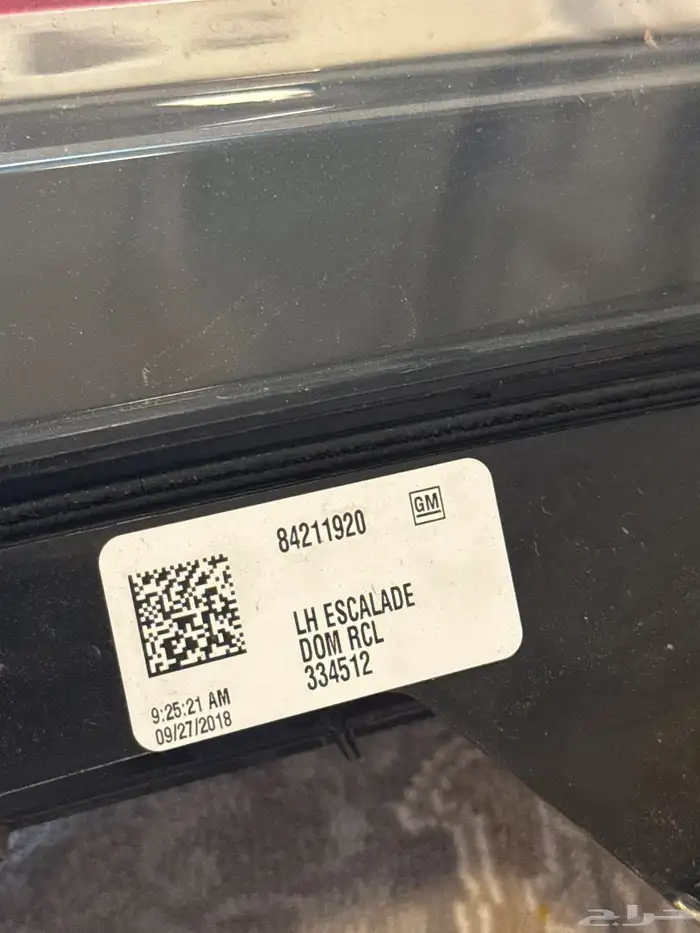 84211920
GM
LH ESCALADE
DOM RCL
334512
9:25:21 AM
09/27/2018
حراج